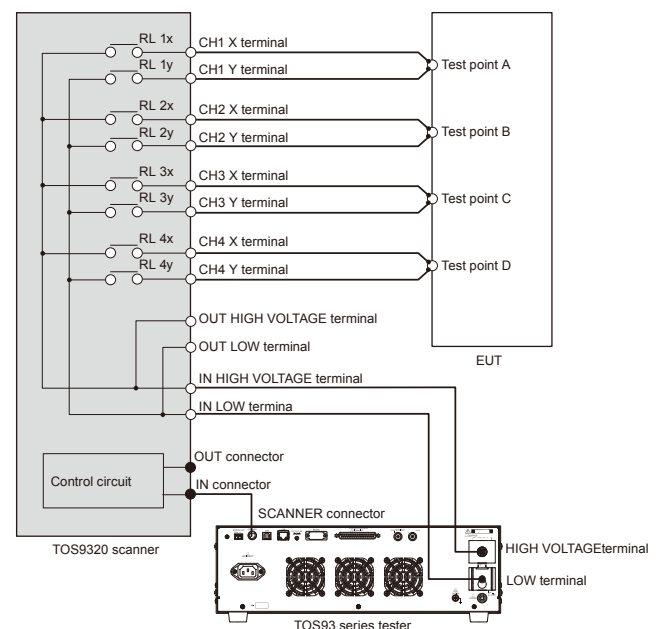 RL 1x
CH1 X terminal
RL 1y
CH1 Y terminal
Test point A
RL 2x
CH2 X terminal
RL 2y
CH2 Y terminal
Test point B
RL 3x
CH3 X terminal
RL 3y
CH3 Y terminal
Test point C
RL 4x
CH4 X terminal
RL 4y
CH4 Y terminal
Test point D
OUT HIGH VOLTAGE terminal
OUT LOW terminal
EUT
IN HIGH VOLTAGE terminal
IN LOW termina
OUT connector
Control circuit
IN connector
SCANNER connector
TOS9320 scanner
HIGH VOLTAGEterminal
LOW terminal
TOS93 series tester